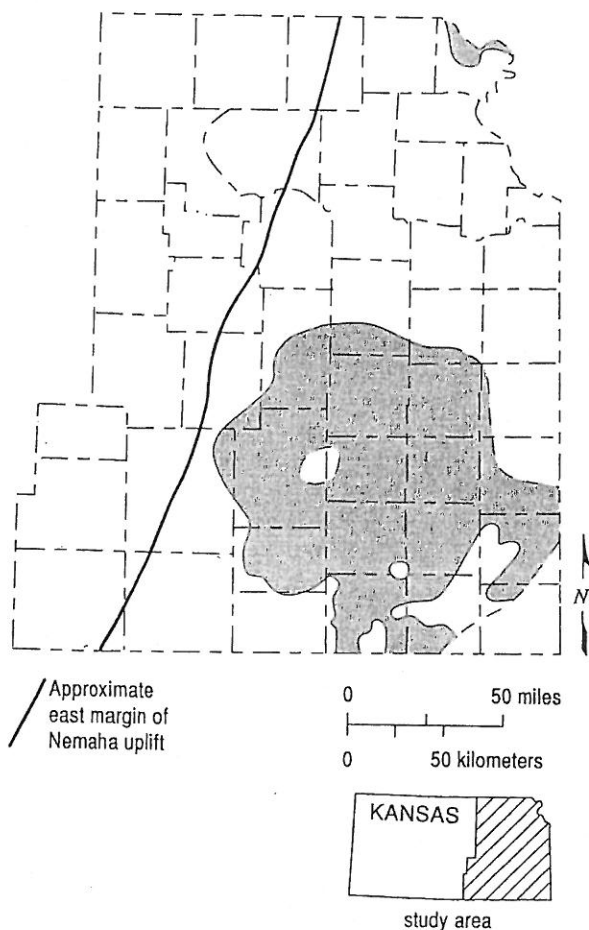 N
Approximate
east margin of
Nemaha uplift
0 50 miles
0 50 kilometers
KANSAS
study area